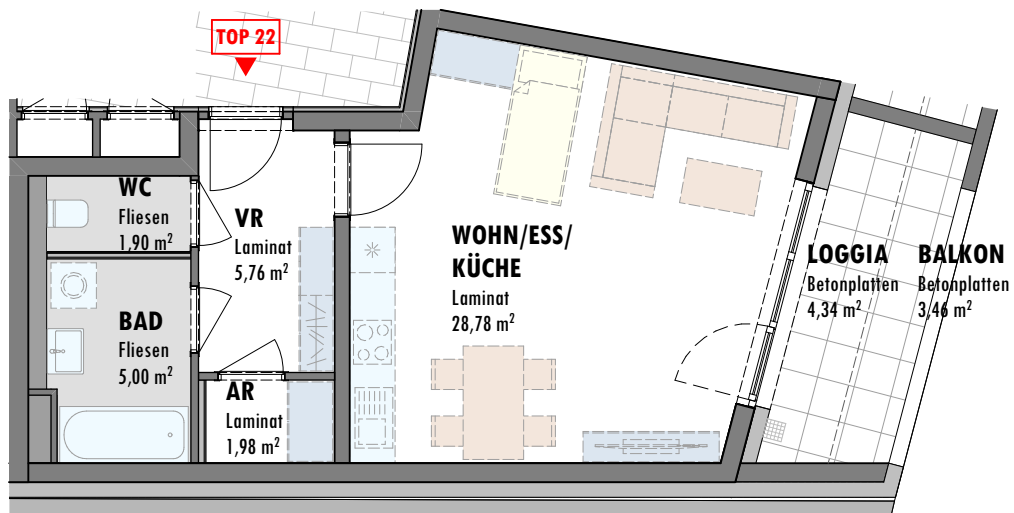 TOP 22
WC
Fliesen
1,90 m²
VR
Laminat
5,76 m²
WOHN/ESS/
KÜCHE
Laminat
28,78 m²
LOGGIA
Betonplatten
4,34 m²
BALKON
Betonplatten
3,46 m²
BAD
Fliesen
5,00 m²
AR
Laminat
1,98 m²